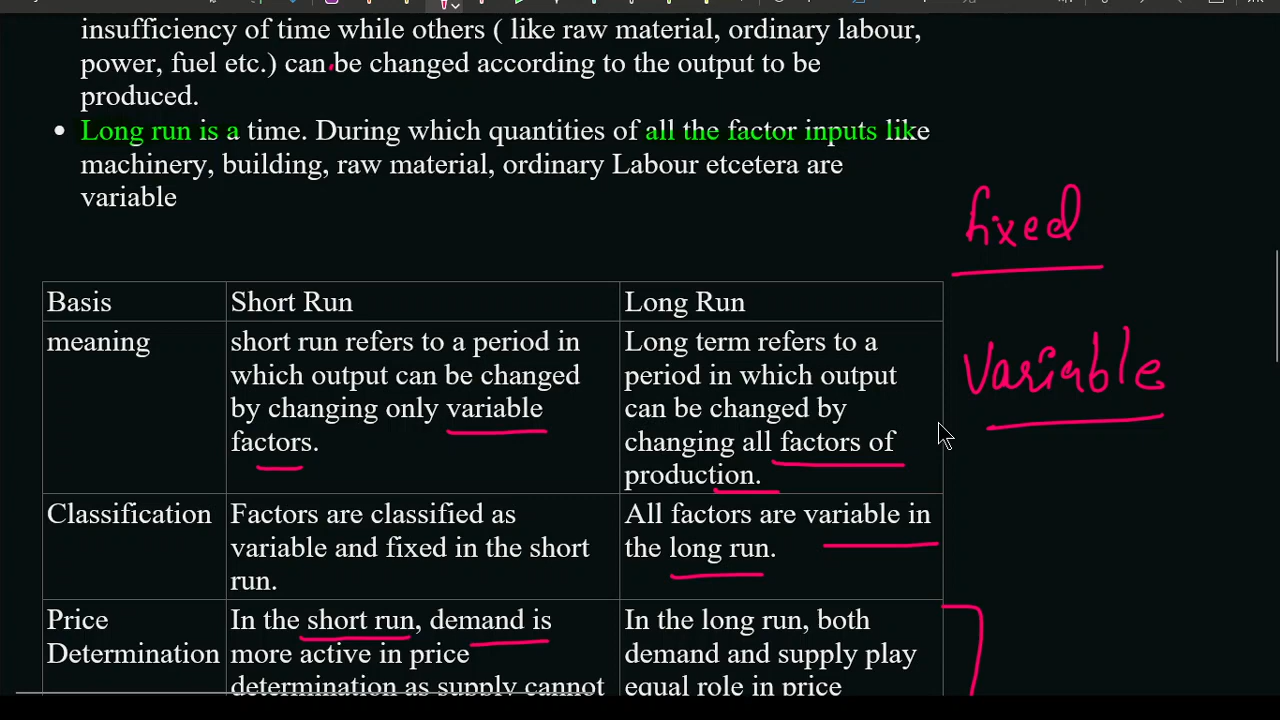 insufficiency of time while others ( like raw material, ordinary labour,
power, fuel etc.) can be changed according to the output to be
produced.
• Long run is a time. During which quantities of all the factor inputs like
machinery, building, raw material, ordinary Labour etcetera are
variable
fixed
Basis Short Run Long Run
variable
meaning short run refers to a period in Long term refers to a
which output can be changed period in which output
by changing only variable can be changed by
factors. changing all factors of
production.
Classification Factors are classified as All factors are variable in
variable and fixed in the short the long run.
run.
Price In the short run, demand is In the long run, both
Determination more active in price demand and supply play
determination as supply cannot equal role in price